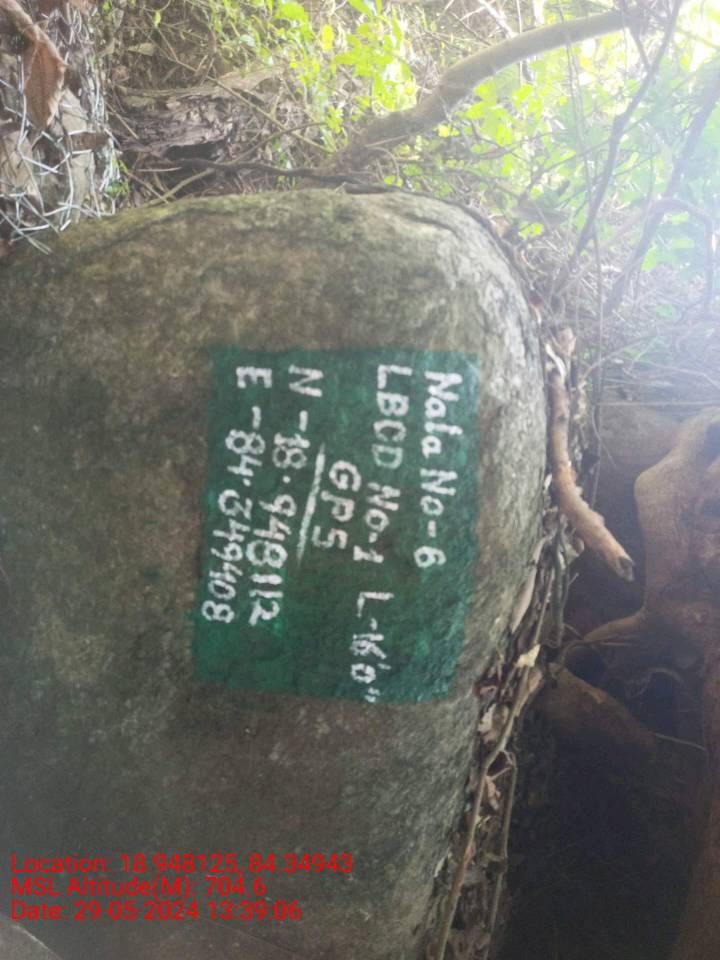 Nala No-6
LBCD No-1 L-16'0"
GPS
N-18.948112
E-84.349408
Location: 18.948125, 84.34943
MSL Altitude(M): 704.6
Date: 29-05-2024 13:39:06